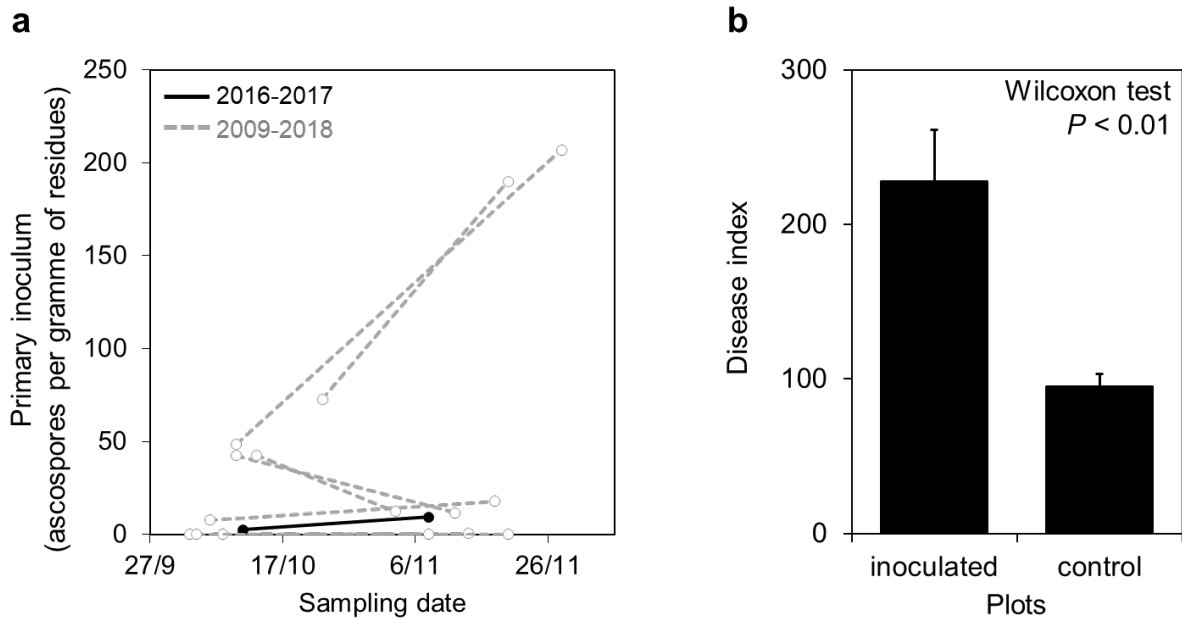 a
250
200
150
100
50
0
Primary inoculum
(ascospores per gramme of residues)
2016-2017
2009-2018
27/9 17/10 6/11 26/11
Sampling date
b
300
200
100
0
Disease index
Wilcoxon test
P < 0.01
inoculated control
Plots